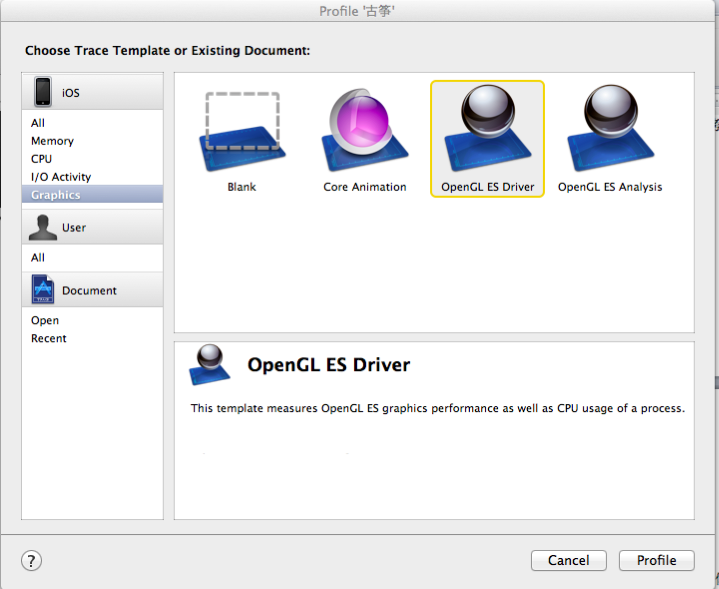 Profile '古筝'
Choose Trace Template or Existing Document:
iOS
All
Memory
CPU
I/O Activity
Graphics
User
All
Document
Open
Recent
Blank
Core Animation
OpenGL ES Driver
OpenGL ES Analysis
OpenGL ES Driver
This template measures OpenGL ES graphics performance as well as CPU usage of a process.
?
Cancel
Profile